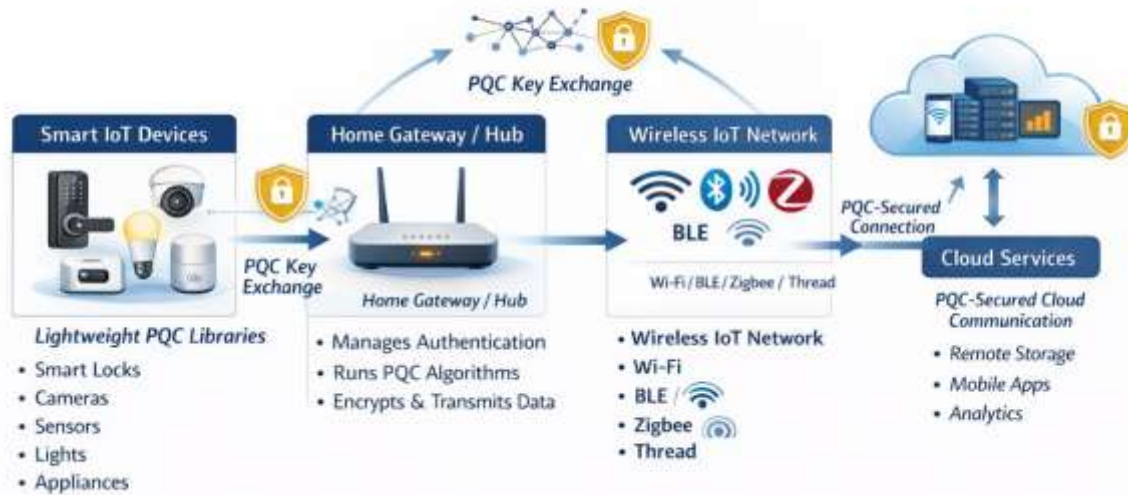 PQC Key Exchange
Smart IoT Devices
PQC Key
Exchange
Lightweight PQC Libraries
• Smart Locks
• Cameras
• Sensors
• Lights
• Appliances
Home Gateway / Hub
Home Gateway / Hub
• Manages Authentication
• Runs PQC Algorithms
• Encrypts & Transmits Data
Wireless IoT Network
BLE
Wi-Fi / BLE / Zigbee / Thread
• Wireless IoT Network
• Wi-Fi
• BLE /
• Zigbee
• Thread
PQC-Secured
Connection
Cloud Services
PQC-Secured Cloud
Communication
• Remote Storage
• Mobile Apps
• Analytics